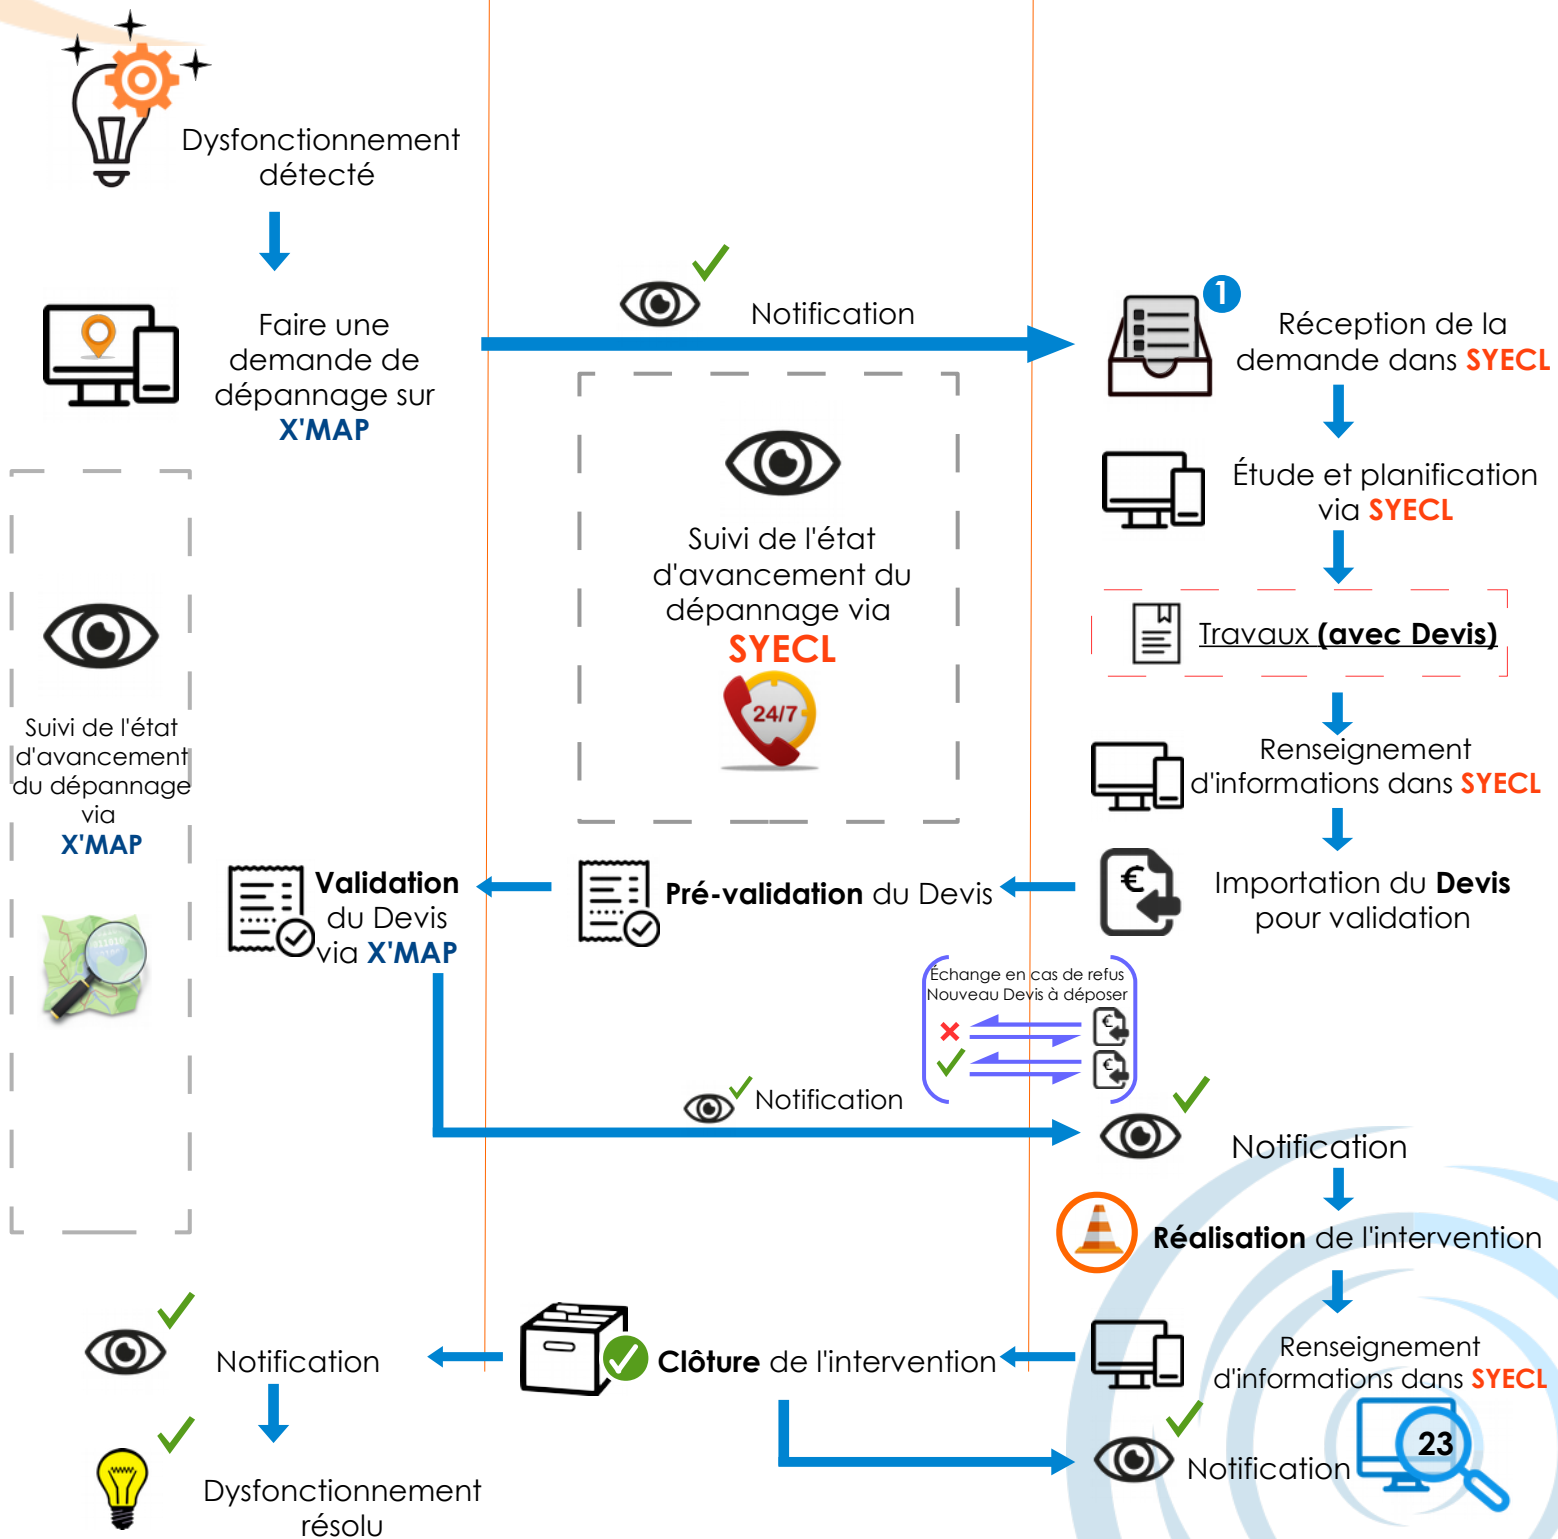 Dysfonctionnement
détecté
Faire une
demande de
dépannage sur
X'MAP
Notification
1
Réception de la
demande dans SYECL
Étude et planification
via SYECL
Travaux (avec Devis)
Renseignement
d'informations dans SYECL
Importation du Devis
pour validation
Suivi de l'état
d'avancement du
dépannage via
SYECL
24/7
Suivi de l'état
d'avancement
du dépannage
via
X'MAP
Pré-validation du Devis
Validation
du Devis
via X'MAP
Échange en cas de refus
Nouveau Devis à déposer
€
€
€
Notification
Notification
Réalisation de l'intervention
Renseignement
d'informations dans SYECL
Clôture de l'intervention
Notification
Notification
23
Dysfonctionnement
résolu